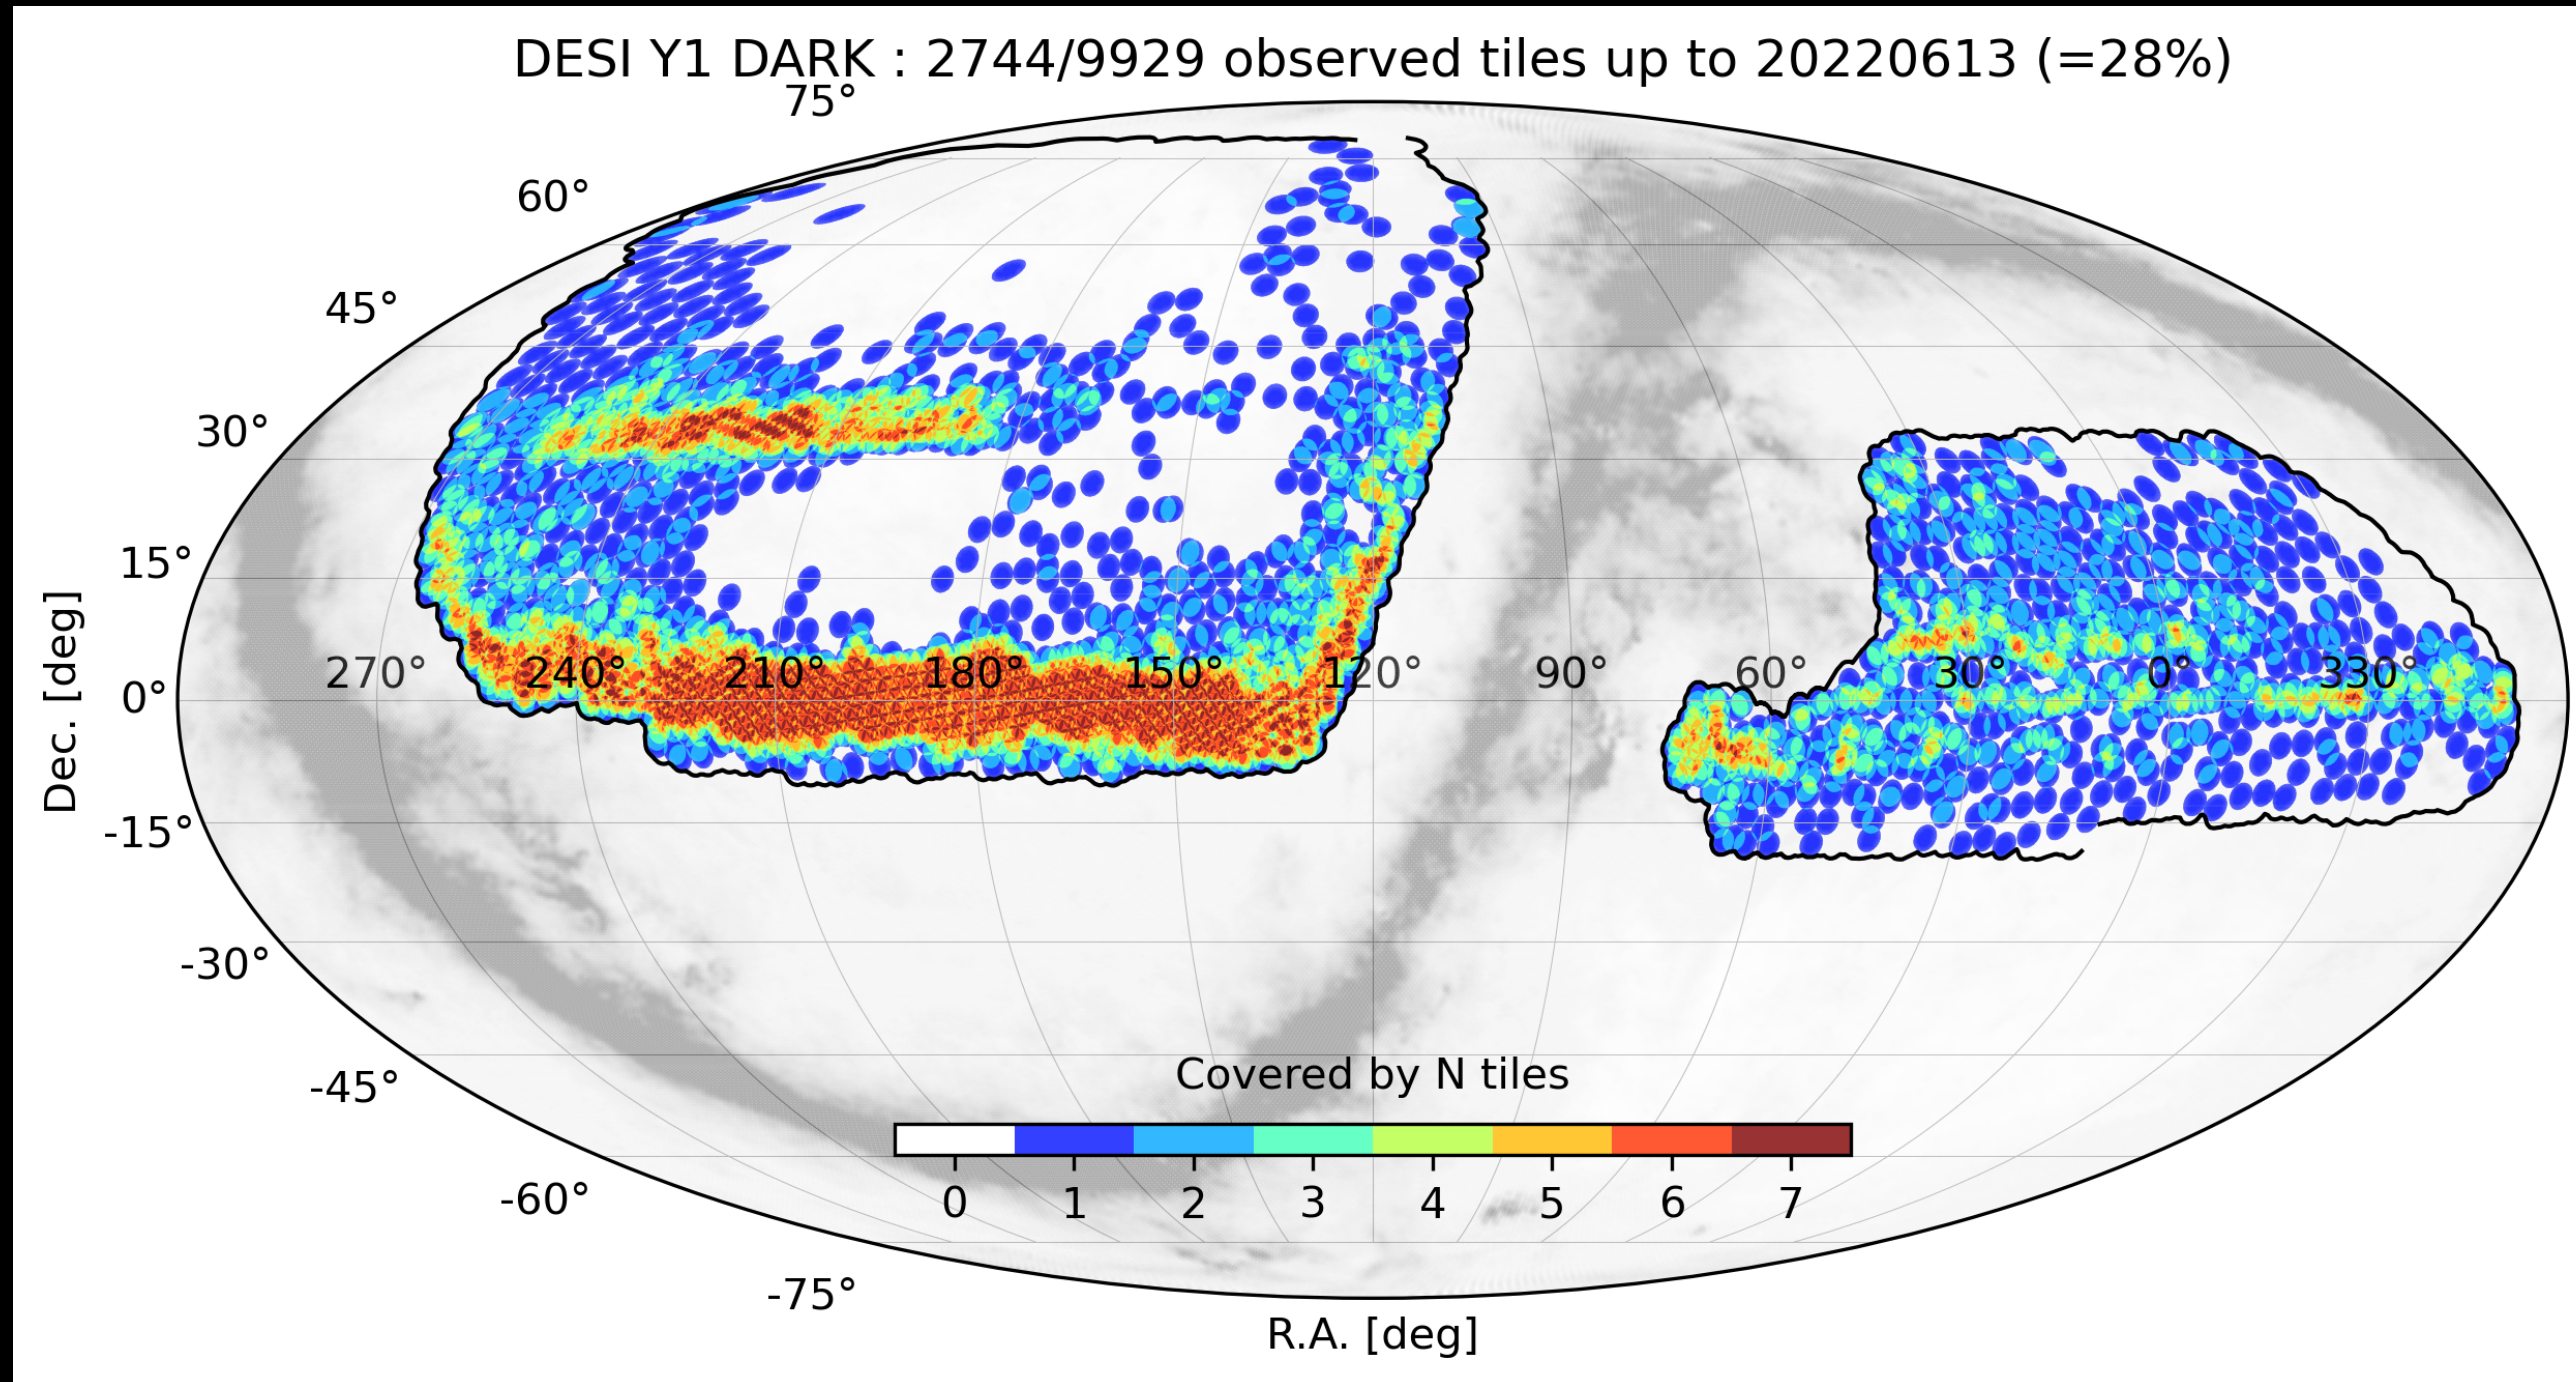 DESI Y1 DARK : 2744/9929 observed tiles up to 20220613 (=28%)
75°
60°
45°
30°
15°
270° 240° 210° 180° 150° 120° 90° 60° 30° 0° 330°
0°
Dec. [deg]
-15°
-30°
-45°
-60°
-75°
Covered by N tiles
0 1 2 3 4 5 6 7
R.A. [deg]